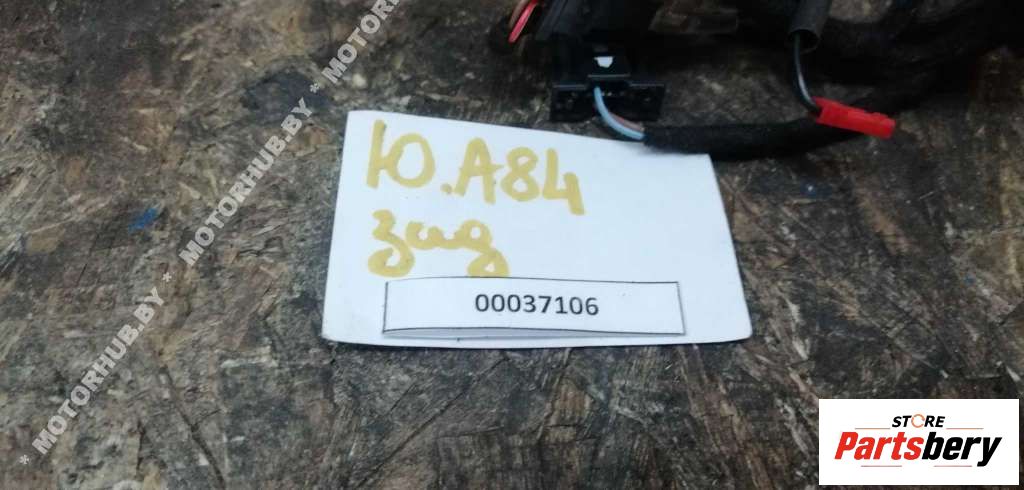 Ю.А84
зад
00037106
* MOTORHUB.BY * MOTORHUB.BY * MOTORHUB.BY
STORE
Partsbery